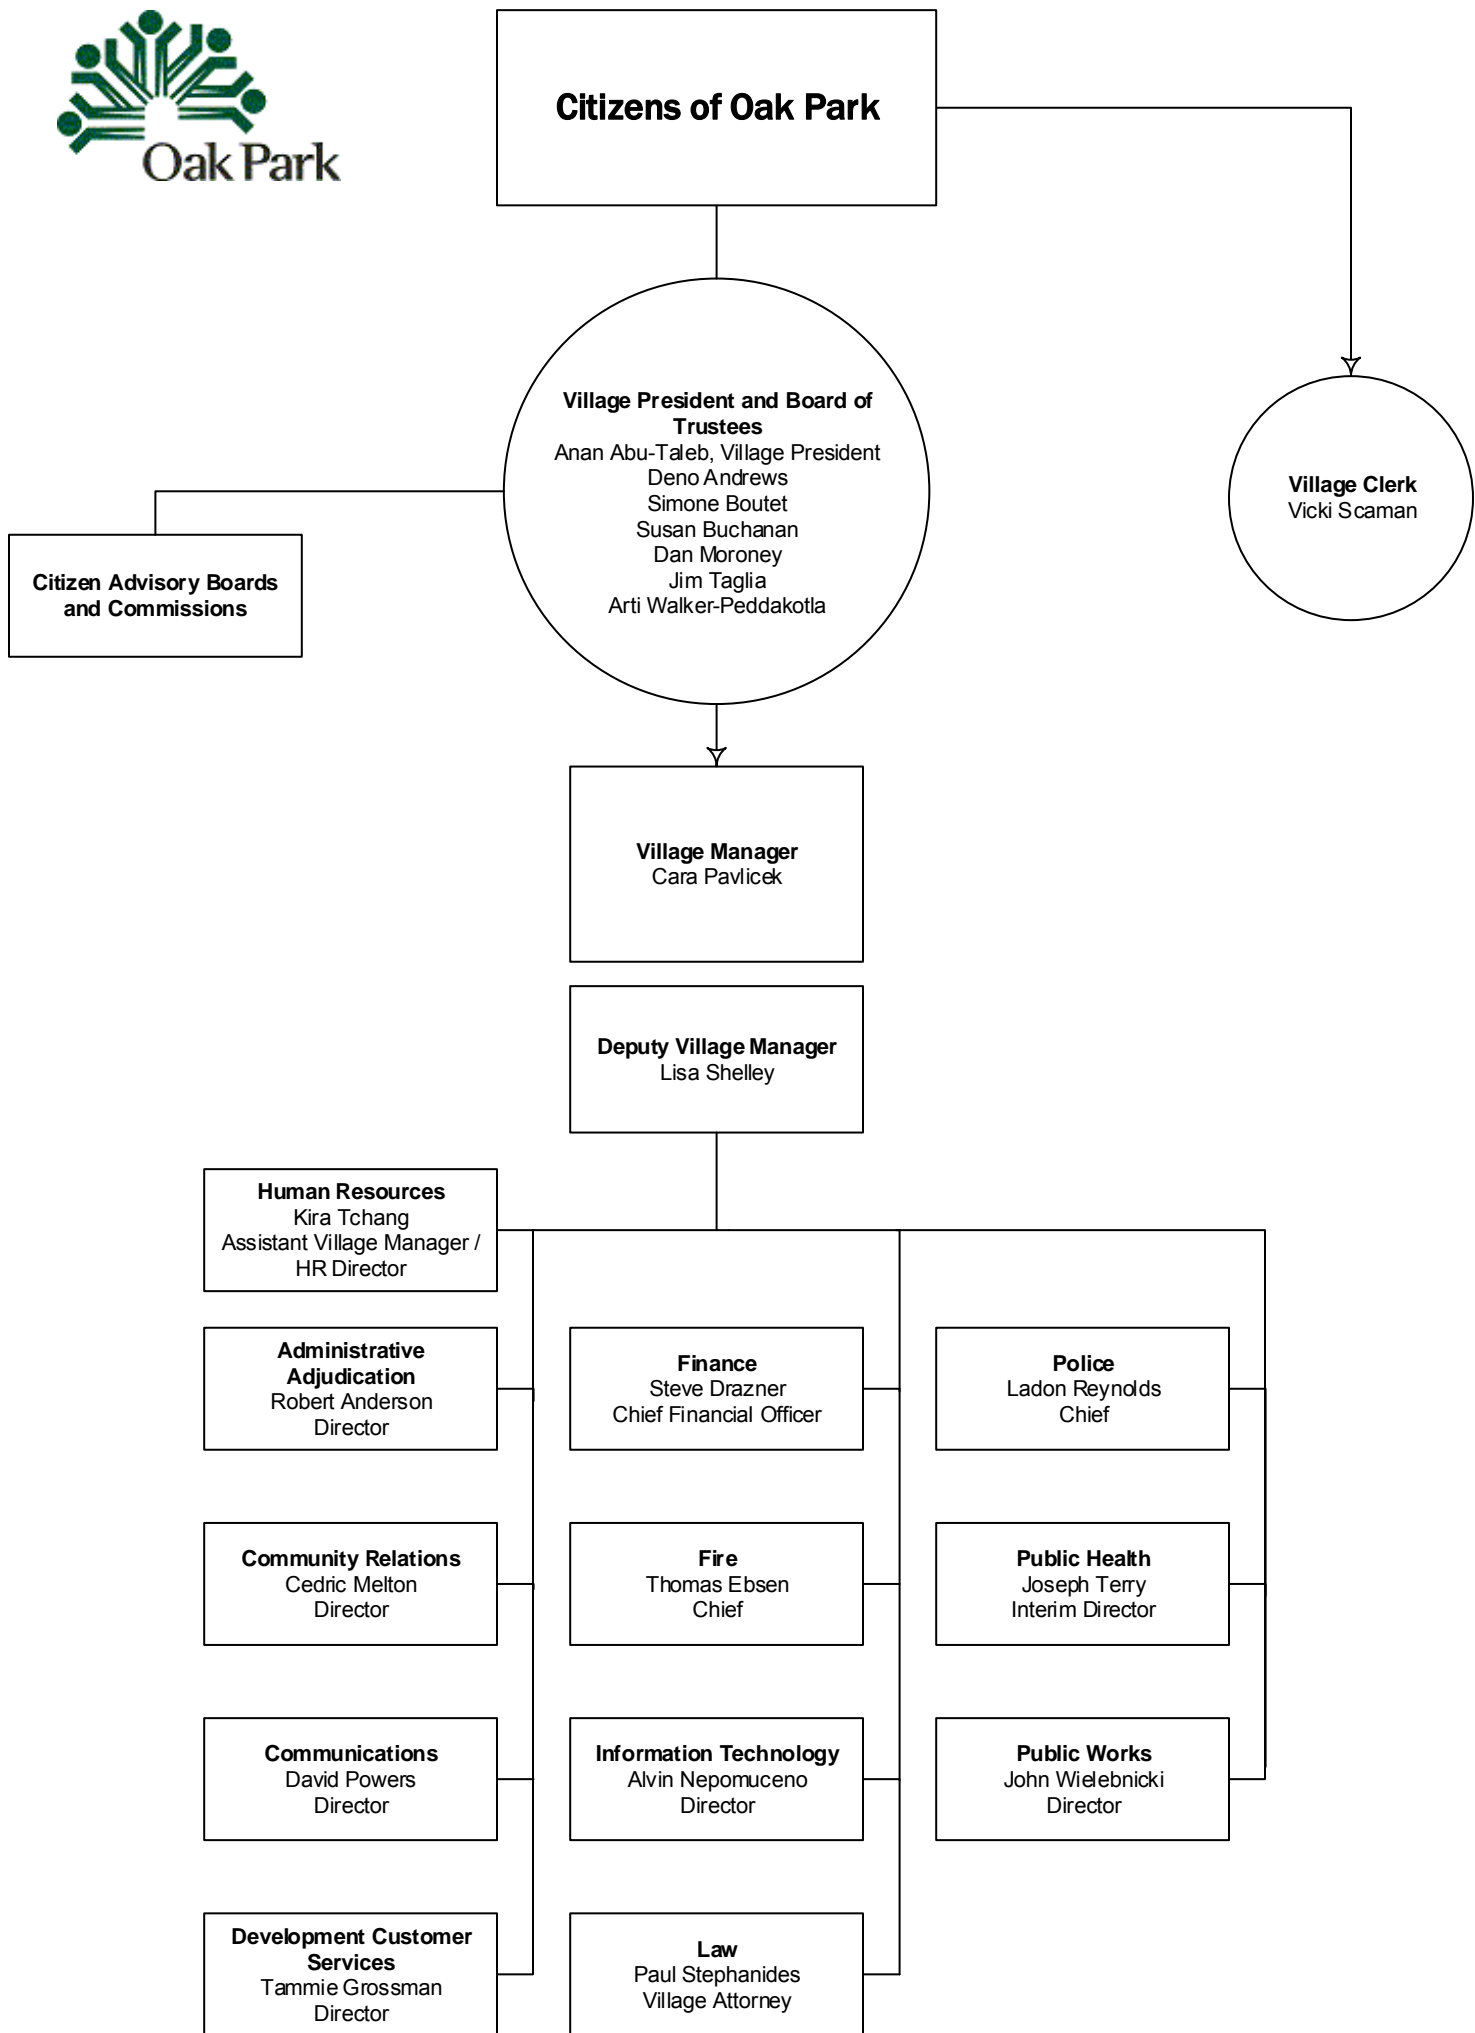 Oak Park
Citizens of Oak Park
Village President and Board of
Trustees
Anan Abu-Taleb, Village President
Deno Andrews
Simone Boutet
Susan Buchanan
Dan Moroney
Jim Taglia
Arti Walker-Peddakotla
Village Clerk
Vicki Scaman
Citizen Advisory Boards
and Commissions
Village Manager
Cara Pavlicek
Deputy Village Manager
Lisa Shelley
Human Resources
Kira Tchang
Assistant Village Manager /
HR Director
Administrative
Adjudication
Robert Anderson
Director
Finance
Steve Drazner
Chief Financial Officer
Police
Ladon Reynolds
Chief
Community Relations
Cedric Melton
Director
Fire
Thomas Ebsen
Chief
Public Health
Joseph Terry
Interim Director
Communications
David Powers
Director
Information Technology
Alvin Nepomuceno
Director
Public Works
John Wielebnicki
Director
Development Customer
Services
Tammie Grossman
Director
Law
Paul Stephanides
Village Attorney